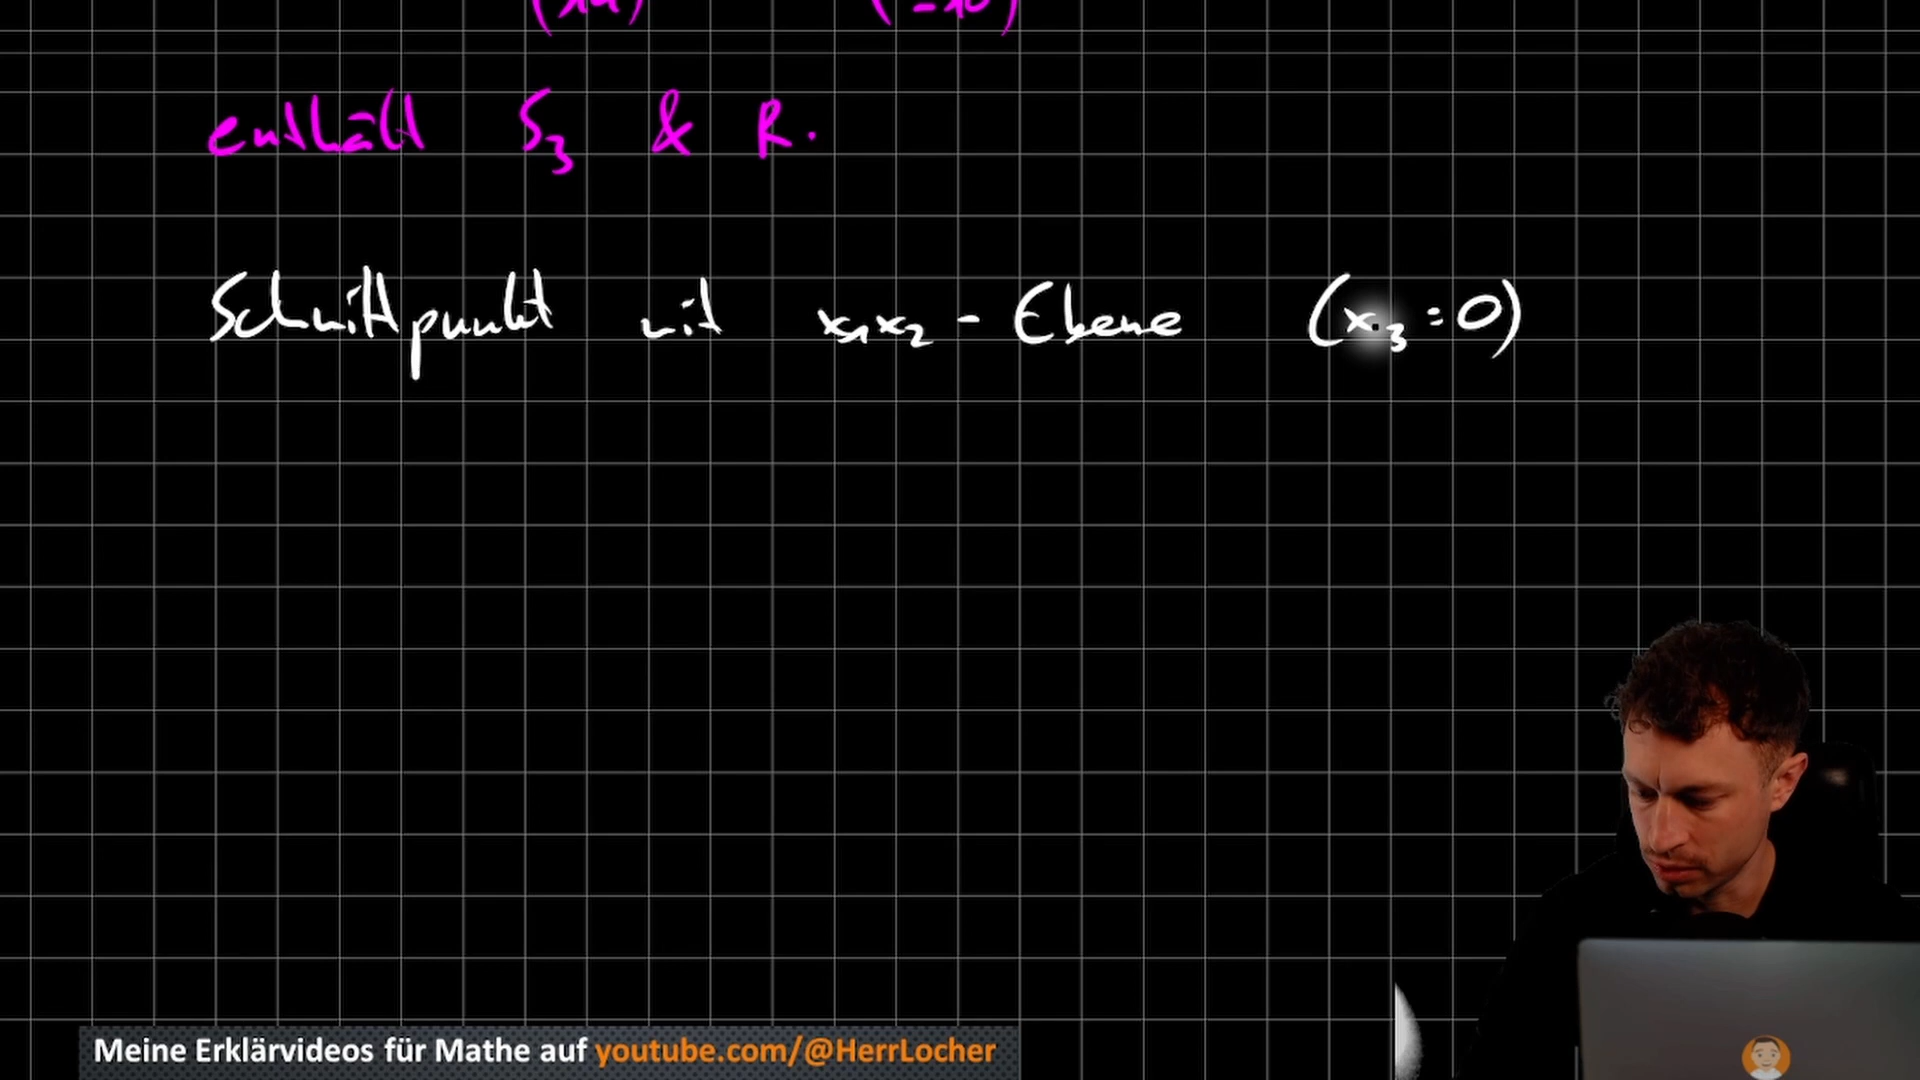 enthält S₃ & R.
Schnittpunkt mit x₁x₂ - Ebene (x₃ = 0)
Meine Erklärvideos für Mathe auf youtube.com/@HerrLocher